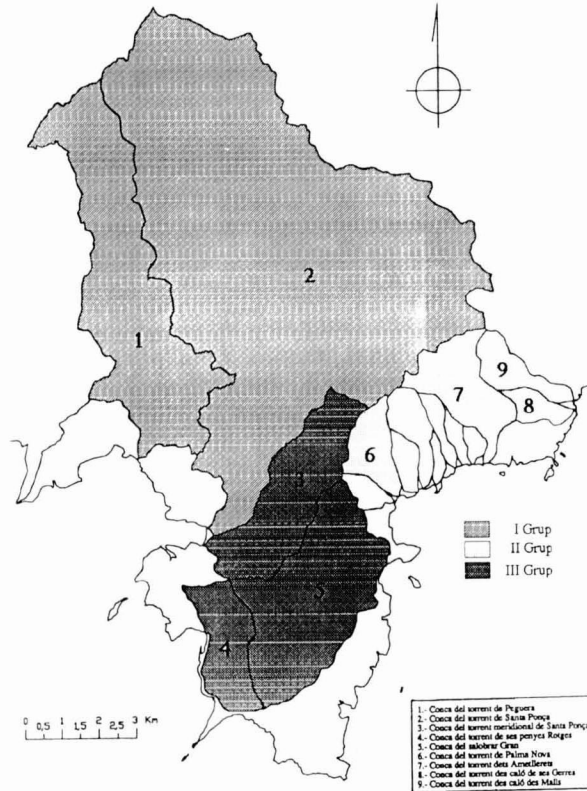 1
2
9
7
8
6
3
5
4
I Grup
II Grup
III Grup
0 0,5 1 2 2,5 3 Km
1.- Conca del torrent de Peguera
2.- Conca del torrent de Santa Ponça
3.- Conca del torrent meridional de Santa Ponça
4.- Conca del torrent de ses penyes Rotges
5.- Conca del salobrar Gran
6.- Conca del torrent de Palma Nova
7.- Conca del torrent dets Ametllerets
8.- Conca del torrent des caló de ses Gerres
9.- Conca del torrent des caló des Malls